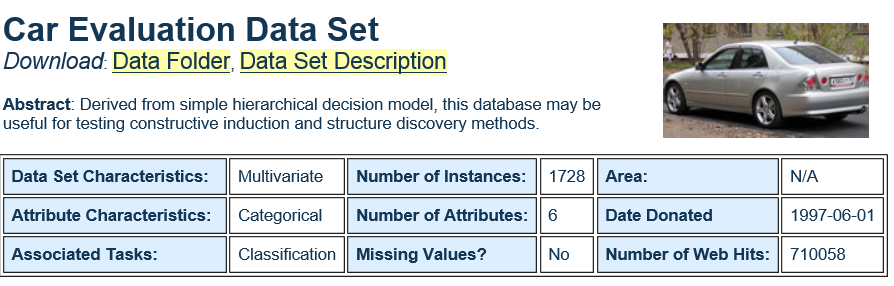 Car Evaluation Data Set
Download: Data Folder, Data Set Description
Abstract: Derived from simple hierarchical decision model, this database may be
useful for testing constructive induction and structure discovery methods.
Data Set Characteristics: Multivariate Number of Instances: 1728 Area: N/A
Attribute Characteristics: Categorical Number of Attributes: 6 Date Donated 1997-06-01
Associated Tasks: Classification Missing Values? No Number of Web Hits: 710058